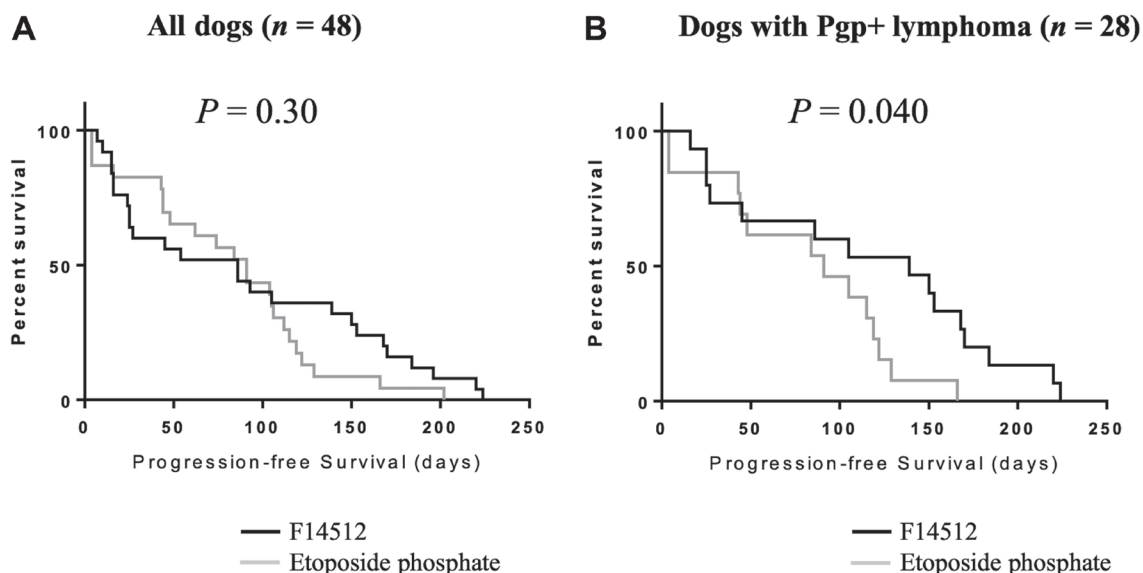 A
All dogs (n = 48)
P = 0.30
Percent survival
100
50
0
0 50 100 150 200 250
Progression-free Survival (days)
F14512
Etoposide phosphate
B
Dogs with Pgp+ lymphoma (n = 28)
P = 0.040
Percent survival
100
50
0
0 50 100 150 200 250
Progression-free Survival (days)
F14512
Etoposide phosphate